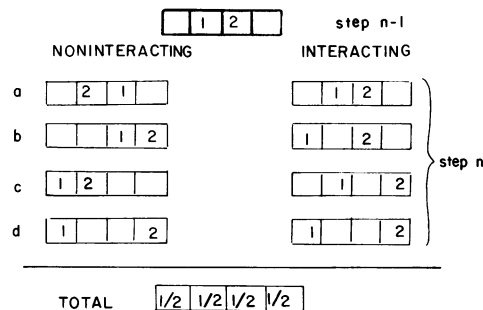 1 2 step n-1
NONINTERACTING INTERACTING
a 2 1 1 2
b 1 2 1 2
step n
c 1 2 1 2
d 1 2 1 2
TOTAL 1/2 1/2 1/2 1/2